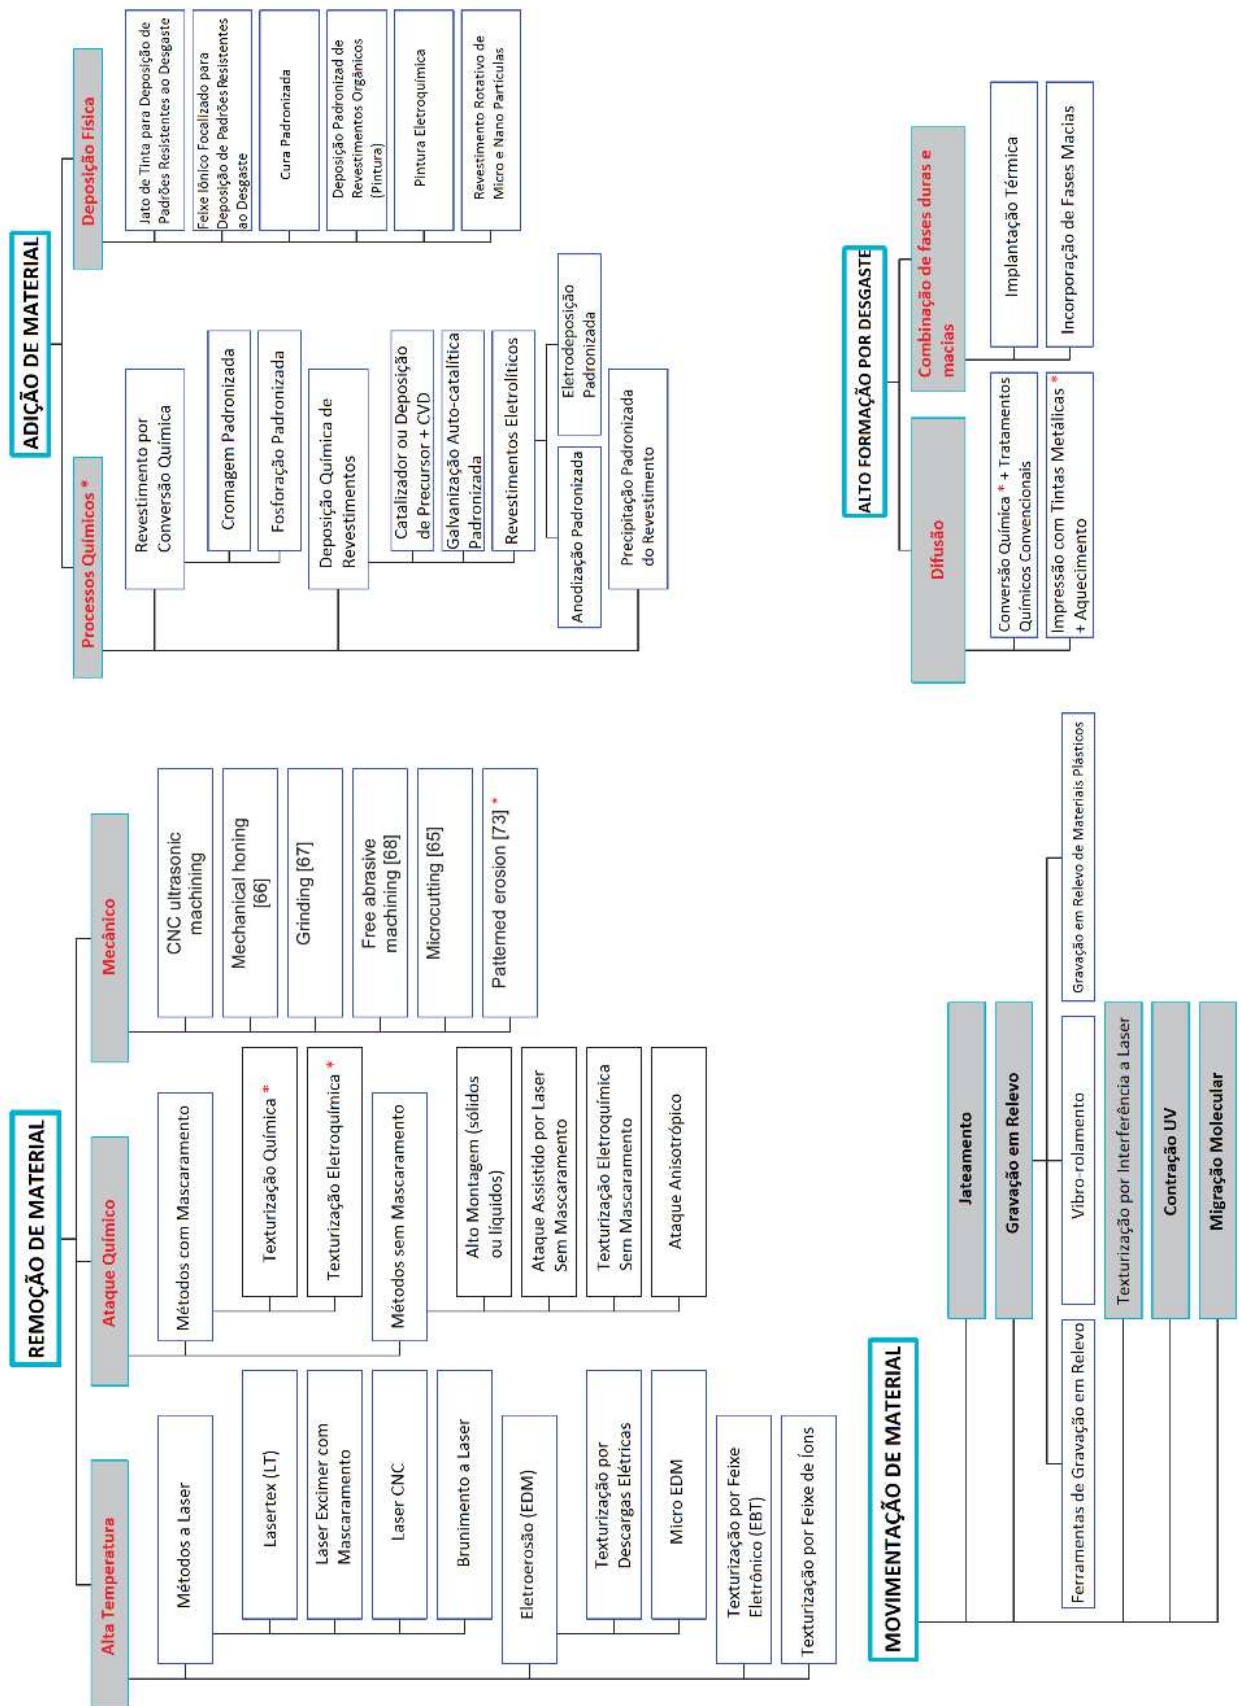 REMOÇÃO DE MATERIAL
Alta Temperatura
Métodos a Laser
Lasertex (LT)
Laser Excimer com
Mascaramento
Laser CNC
Brunimento a Laser
Eletroerosão (EDM)
Texturização por
Descargas Elétricas
Micro EDM
Texturização por Feixe
Eletrônico (EBT)
Texturização por Feixe de Íons
Ataque Químico
Métodos com Mascaramento
Texturização Química *
Texturização Eletroquímica *
Métodos sem Mascaramento
Alto Montagem (sólidos
ou líquidos)
Ataque Assistido por Laser
Sem Mascaramento
Texturização Eletroquímica
Sem Mascaramento
Ataque Anisotrópico
Mecânico
CNC ultrasonic
machining
Mechanical honing
[66]
Grinding [67]
Free abrasive
machining [68]
Microcutting [65]
Patterned erosion [73] *
ADIÇÃO DE MATERIAL
Processos Químicos *
Revestimento por
Conversão Química
Cromagem Padronizada
Fosforação Padronizada
Deposição Química de
Revestimentos
Catalizador ou Deposição
de Precursor + CVD
Galvanização Auto-catalítica
Padronizada
Revestimentos Eletrolíticos
Anodização Padronizada
Eletrodeposição
Padronizada
Precipitação Padronizada
do Revestimento
Deposição Física
Jato de Tinta para Deposição de
Padrões Resistentes ao Desgaste
Feixe Iônico Focalizado para
Deposição de Padrões Resistentes
ao Desgaste
Cura Padronizada
Deposição Padronizad de
Revestimentos Orgânicos
(Pintura)
Pintura Eletroquímica
Revestimento Rotativo de
Micro e Nano Partículas
MOVIMENTAÇÃO DE MATERIAL
Jateamento
Gravação em Relevo
Ferramentas de Gravação em Relevo
Vibro-rolamento
Gravação em Relevo de Materiais Plásticos
Texturização por Interferência a Laser
Contração UV
Migração Molecular
ALTO FORMAÇÃO POR DESGASTE
Difusão
Conversão Química * + Tratamentos
Químicos Convencionais
Impressão com Tintas Metálicas *
+ Aquecimento
Combinação de fases duras e
macias
Implantação Térmica
Incorporação de Fases Macias